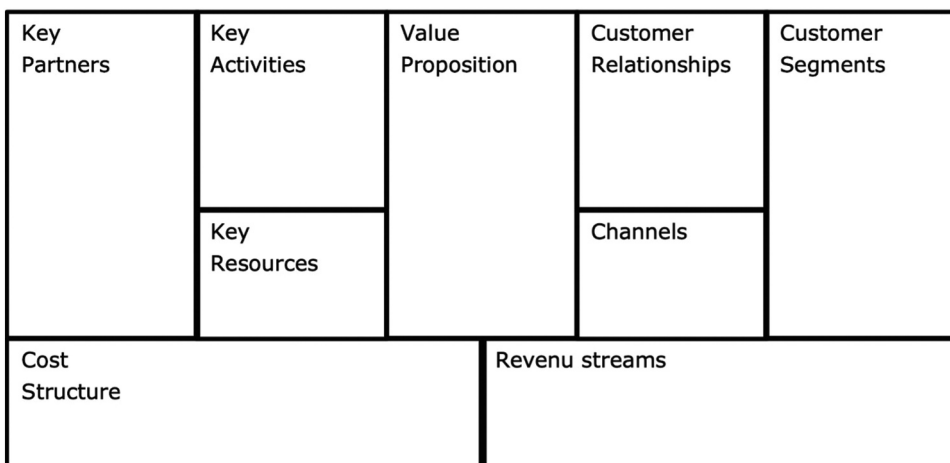 Key
Partners
Key
Activities
Value
Proposition
Customer
Relationships
Customer
Segments
Key
Resources
Channels
Cost
Structure
Revenu streams